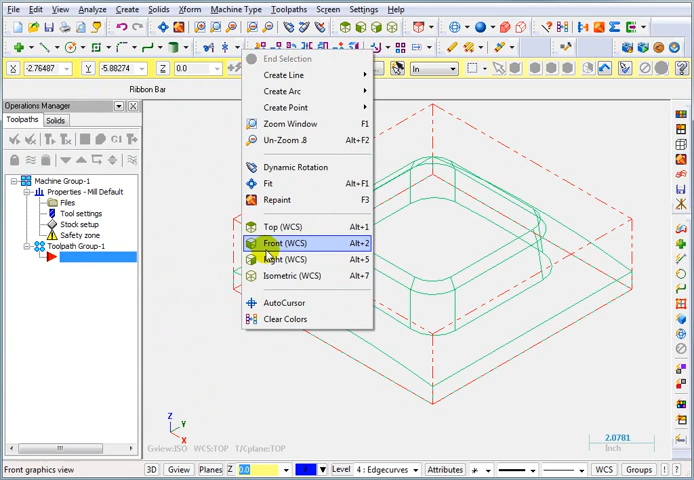 File Edit View Analyze Create Solids Xform Machine Type Toolpaths Screen Settings Help
-2.76487 -5.88274 Z 0.0 In
Ribbon Bar
Operations Manager
Toolpaths Solids
Machine Group-1
Properties - Mill Default
Files
Tool settings
Stock setup
Safety zone
Toolpath Group-1
End Selection
Create Line
Create Arc
Create Point
Zoom Window F1
Un-Zoom .8 Alt+F2
Dynamic Rotation
Fit Alt+F1
Repaint F3
Top (WCS) Alt+1
Front (WCS) Alt+2
Right (WCS) Alt+5
Isometric (WCS) Alt+7
AutoCursor
Clear Colors
Z
Y
X
Gview:ISO WCS:TOP T/Cplane:TOP
2.0781
Inch
Front graphics view 3D Gview Planes Z 0.0 8 Level 4 : Edgecurves Attributes WCS Groups ! ?